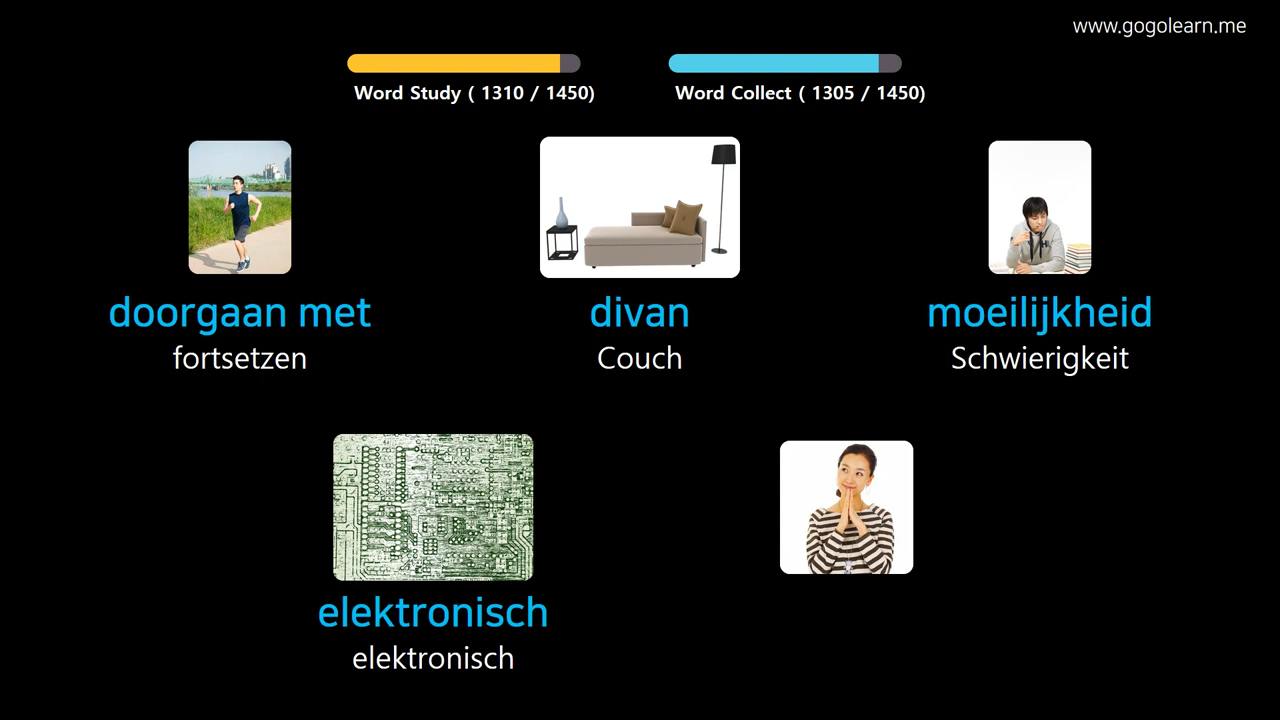 www.gogolearn.me
Word Study ( 1310 / 1450)
Word Collect ( 1305 / 1450)
doorgaan met
fortsetzen
divan
Couch
moeilijkheid
Schwierigkeit
elektronisch
elektronisch